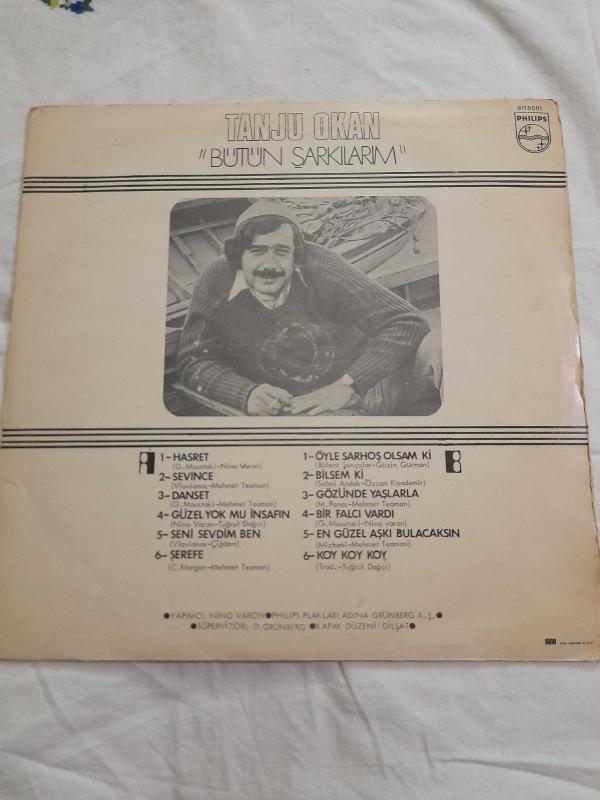 TANJU OKAN
"BÜTÜN ŞARKILARIM"
9115001
PHILIPS
A
1-HASRET
(G. Moustaki-Nino Varon)
2-SEVİNCE
(Vlavianos-Mehmet Teoman)
3-DANSET
(G. Moustaki-Mehmet Teoman)
4-GÜZEL YOK MU İNSAFIN
(Nino Varon-Tuğrul Dağcı)
5-SENİ SEVDİM BEN
(Vlavianos-Çiğdem)
6-ŞEREFE
(C. Morgan-Mehmet Teoman)
B
1-ÖYLE SARHOŞ OLSAM Kİ
(Bülent Şençalar-Güzin Gürman)
2-BİLSEM Kİ
(Selmi Andak-Özcan Kandemir)
3-GÖZÜNDE YAŞLARLA
(M. Panas-Mehmet Teoman)
4-BİR FALCI VARDI
(G. Moustaki-Nino varon)
5-EN GÜZEL AŞKI BULACAKSIN
(Michael-Mehmet Teoman)
6-KOY KOY KOY
(Trad.-Tuğrul Dağcı)
●YAPIMCI: NİNO VARON●PHILIPS PLAKLARI ADINA GRÜNBERG A.Ş.●
●SÜPERVİZÖR: D. GRÜNBERG ●KAPAK DÜZENİ: DİLŞAT●